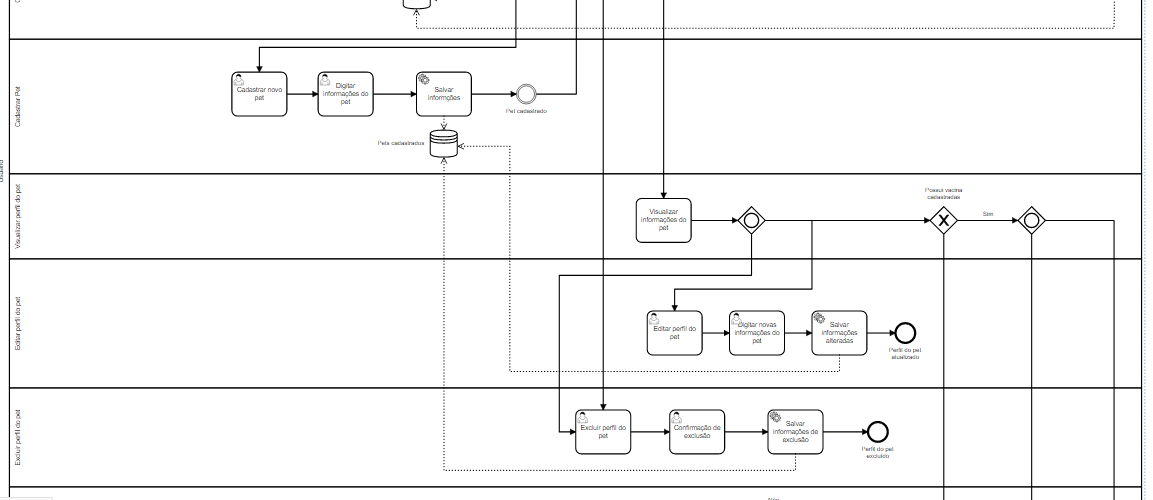 Cadastrar Pet
Cadastrar novo
pet
Digitar
informações do
pet
Salvar
informções
Pet cadastrado
Pets cadastrados
Visualizar perfil do pet
Visualizar
informações do
pet
Possui vacina
cadastradas
Sim
Editar perfil do pet
Editar perfil do
pet
Digitar novas
informações do
pet
Salvar
informações
alteradas
Perfil do pet
atualizado
Excluir perfil do pet
Excluir perfil do
pet
Confirmação de
exclusão
Salvar
informações de
exclusão
Perfil do pet
excluido